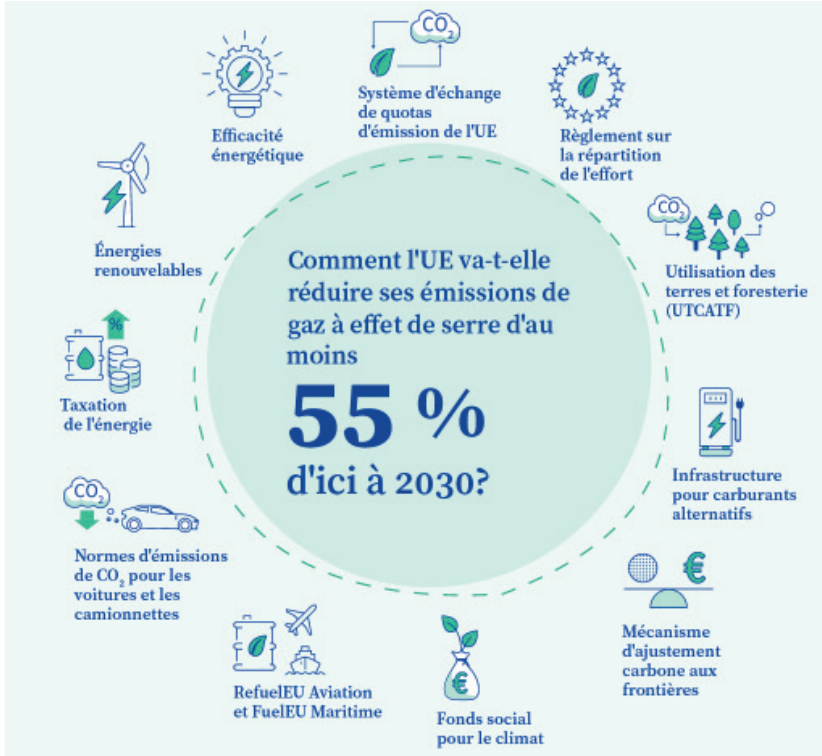 CO₂
Système d'échange
de quotas
d'émission de l'UE
Règlement sur
la répartition
de l'effort
CO₂
Utilisation des
terres et foresterie
(UTCATF)
Infrastructure
pour carburants
alternatifs
€
Mécanisme
d'ajustement
carbone aux
frontières
€
Fonds social
pour le climat
RefuelEU Aviation
et FuelEU Maritime
CO₂
Normes d'émissions
de CO₂ pour les
voitures et les
camionnettes
%
Taxation
de l'énergie
Énergies
renouvelables
Efficacité
énergétique
Comment l'UE va-t-elle
réduire ses émissions de
gaz à effet de serre d'au
moins
55 %
d'ici à 2030?